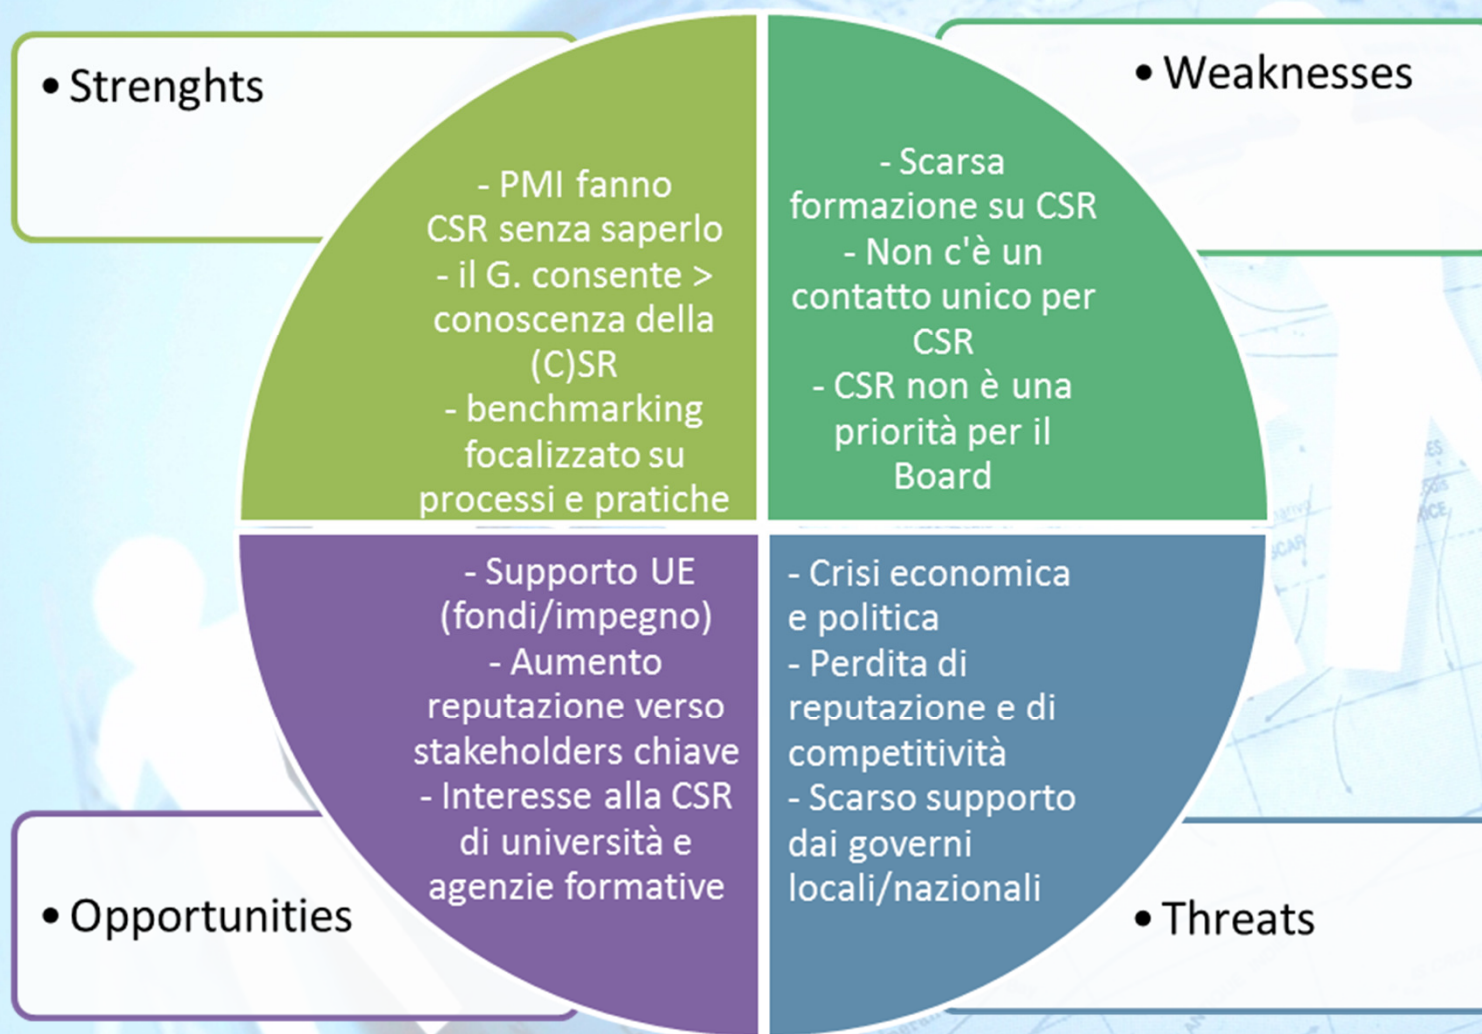 • Strenghts
- PMI fanno
CSR senza saperlo
- il G. consente >
conoscenza della
(C)SR
- benchmarking
focalizzato su
processi e pratiche
• Weaknesses
- Scarsa
formazione su CSR
- Non c'è un
contatto unico per
CSR
- CSR non è una
priorità per il
Board
• Opportunities
- Supporto UE
(fondi/impegno)
- Aumento
reputazione verso
stakeholders chiave
- Interesse alla CSR
di università e
agenzie formative
• Threats
- Crisi economica
e politica
- Perdita di
reputazione e di
competitività
- Scarso supporto
dai governi
locali/nazionali